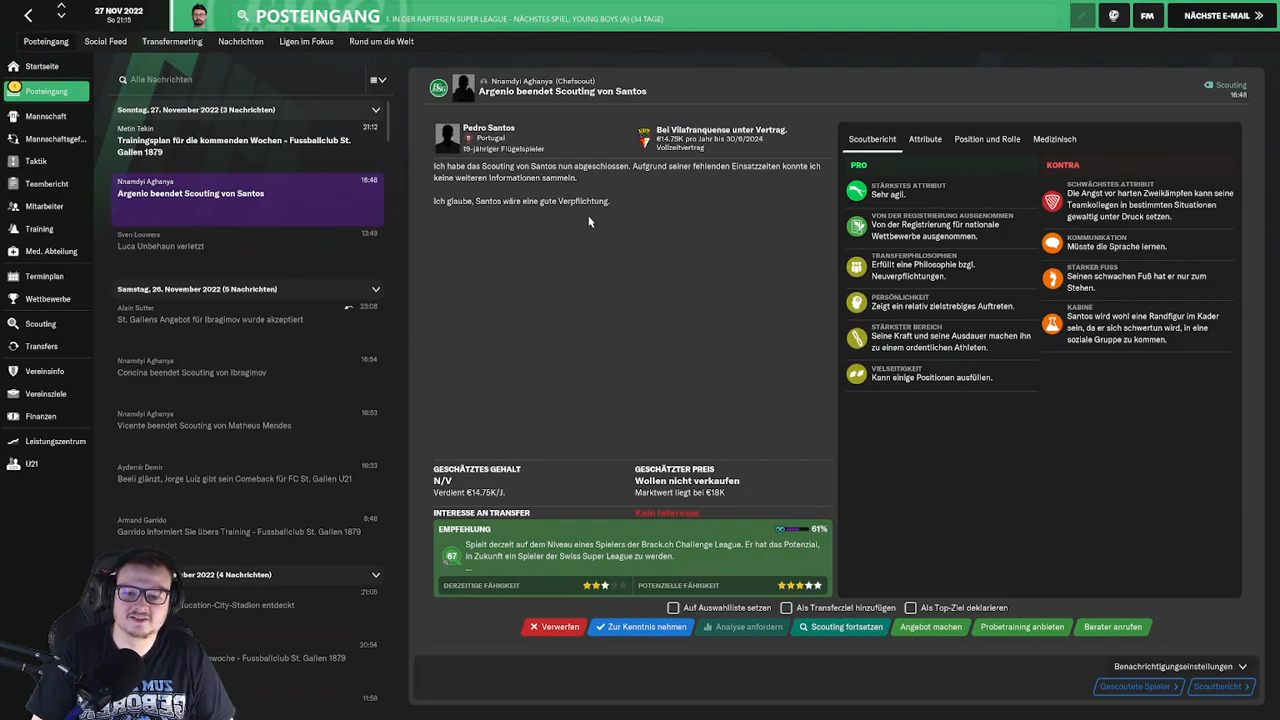 27 NOV 2022
So 21:15
POSTEINGANG
1. IN DER RAIFFEISEN SUPER LEAGUE - NÄCHSTES SPIEL: YOUNG BOYS (A) (34 TAGE)
FM
NÄCHSTE E-MAIL
Posteingang
Social Feed
Transfermeeting
Nachrichten
Ligen im Fokus
Rund um die Welt
Startseite
Posteingang
Mannschaft
Mannschaftsgef...
Taktik
Teambericht
Mitarbeiter
Training
Med. Abteilung
Terminplan
Wettbewerbe
Scouting
Transfers
Vereinsinfo
Vereinsziele
Finanzen
Leistungszentrum
U21
Alle Nachrichten
Sonntag, 27. November 2022 (3 Nachrichten)
Metin Tekin
21:12
Trainingsplan für die kommenden Wochen - Fussballclub St.
Gallen 1879
Nnamdyi Aghanya
16:48
Argenio beendet Scouting von Santos
Sven Louwers
13:49
Luca Unbehaun verletzt
Samstag, 26. November 2022 (5 Nachrichten)
Alain Sutter
23:08
St. Gallens Angebot für Ibragimov wurde akzeptiert
Nnamdyi Aghanya
16:54
Concina beendet Scouting von Ibragimov
Nnamdyi Aghanya
16:53
Vicente beendet Scouting von Matheus Mendes
Aydemir Demir
16:33
Beeli glänzt, Jorge Luiz gibt sein Comeback für FC St. Gallen U21
Armand Garrido
8:48
Garrido informiert Sie übers Training - Fussballclub St. Gallen 1879
ember 2022 (4 Nachrichten)
21:05
ducation-City-Stadion entdeckt
20:54
nwoche - Fussballclub St. Gallen 1879
11:58
Nnamdyi Aghanya (Chefscout)
Argenio beendet Scouting von Santos
Scouting
16:48
Pedro Santos
Portugal
19-jähriger Flügelspieler
Bei Vilafranquense unter Vertrag.
€14.75K pro Jahr bis 30/6/2024
Vollzeitvertrag
Ich habe das Scouting von Santos nun abgeschlossen. Aufgrund seiner fehlenden Einsatzzeiten konnte ich
keine weiteren Informationen sammeln.
Ich glaube, Santos wäre eine gute Verpflichtung.
GESCHÄTZTES GEHALT
N/V
Verdient €14.75K/J.
GESCHÄTZTER PREIS
Wollen nicht verkaufen
Marktwert liegt bei €18K
INTERESSE AN TRANSFER
Kein Interesse
EMPFEHLUNG
61%
67
Spielt derzeit auf dem Niveau eines Spielers der Brack.ch Challenge League. Er hat das Potenzial,
in Zukunft ein Spieler der Swiss Super League zu werden.
...
DERZEITIGE FÄHIGKEIT
POTENZIELLE FÄHIGKEIT
Scoutbericht
Attribute
Position und Rolle
Medizinisch
PRO
STÄRKSTES ATTRIBUT
Sehr agil.
VON DER REGISTRIERUNG AUSGENOMMEN
Von der Registrierung für nationale
Wettbewerbe ausgenommen.
TRANSFERPHILOSOPHIEN
Erfüllt eine Philosophie bzgl.
Neuverpflichtungen.
PERSÖNLICHKEIT
Zeigt ein relativ zielstrebiges Auftreten.
STÄRKSTER BEREICH
Seine Kraft und seine Ausdauer machen ihn
zu einem ordentlichen Athleten.
VIELSEITIGKEIT
Kann einige Positionen ausfüllen.
KONTRA
SCHWÄCHSTES ATTRIBUT
Die Angst vor harten Zweikämpfen kann seine
Teamkollegen in bestimmten Situationen
gewaltig unter Druck setzen.
KOMMUNIKATION
Müsste die Sprache lernen.
STARKER FUSS
Seinen schwachen Fuß hat er nur zum
Stehen.
KABINE
Santos wird wohl eine Randfigur im Kader
sein, da er sich schwertun wird, in eine
soziale Gruppe zu kommen.
Auf Auswahlliste setzen
Als Transferziel hinzufügen
Als Top-Ziel deklarieren
Verwerfen
Zur Kenntnis nehmen
Analyse anfordern
Scouting fortsetzen
Angebot machen
Probetraining anbieten
Berater anrufen
Benachrichtigungseinstellungen
Gescoutete Spieler
Scoutbericht